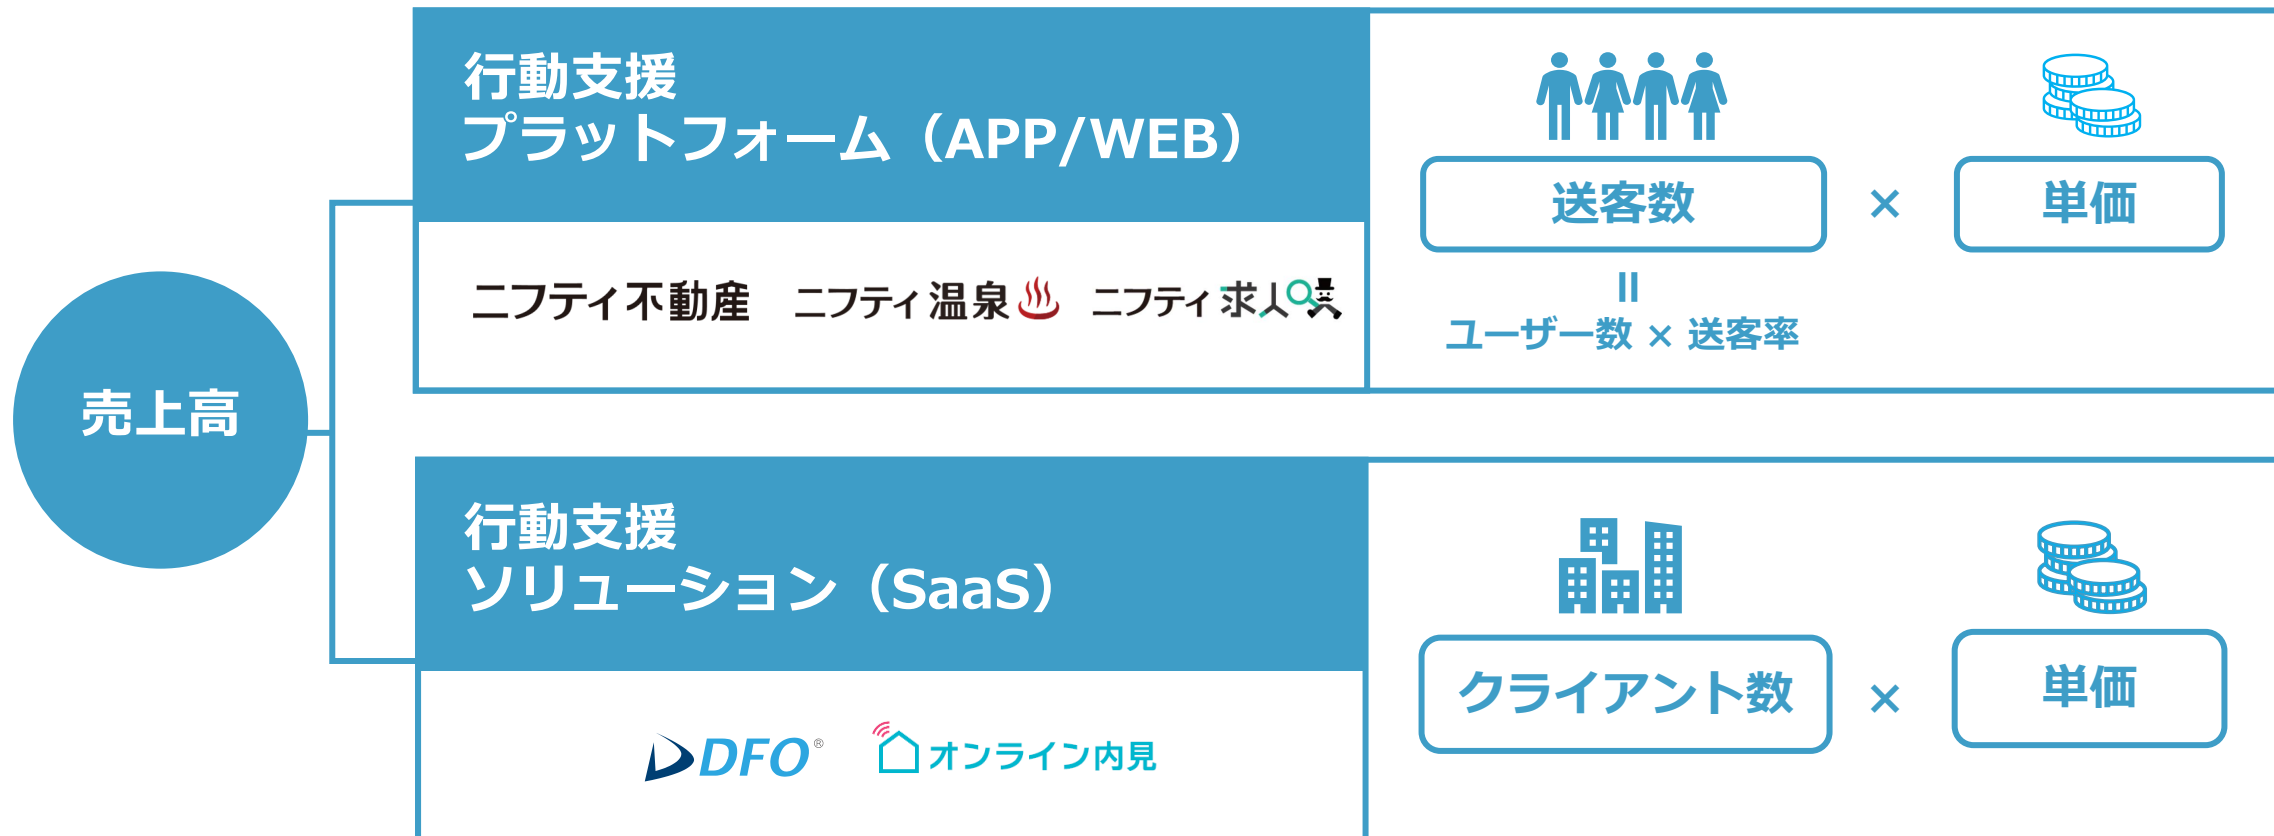 売上高
行動支援
プラットフォーム（APP/WEB）
ニフティ不動産 ニフティ温泉 ニフティ求人
送客数 × 単価
=
ユーザー数 × 送客率
行動支援
ソリューション（SaaS）
DFO® オンライン内見
クライアント数 × 単価